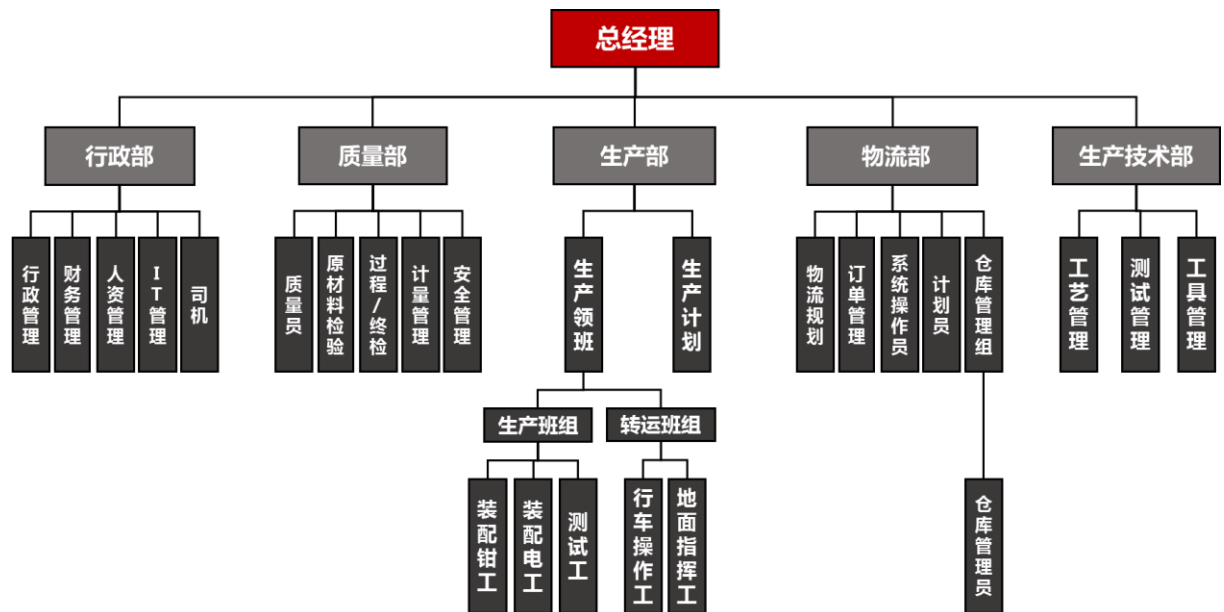 总经理
行政部
质量部
生产部
物流部
生产技术部
行政管理
财务管理
人资管理
IT管理
司机
质量员
原材料检验
过程/终检
计量管理
安全管理
生产领班
生产计划
物流规划
订单管理
系统操作员
计划员
仓库管理组
工艺管理
测试管理
工具管理
生产班组
转运班组
装配钳工
装配电工
测试工
行车操作工
地面指挥工
仓库管理员